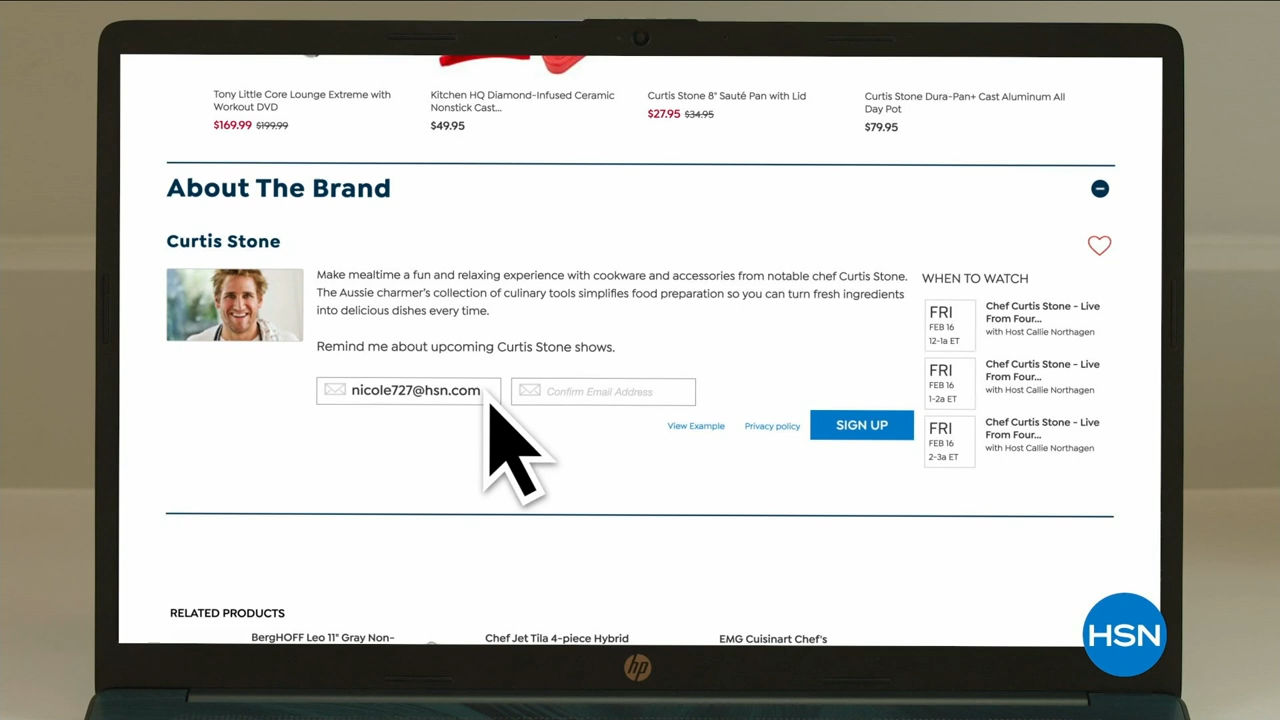 Tony Little Core Lounge Extreme with
Workout DVD
$169.99 $199.99
Kitchen HQ Diamond-Infused Ceramic
Nonstick Cast...
$49.95
Curtis Stone 8" Sauté Pan with Lid
$27.95 $34.95
Curtis Stone Dura-Pan+ Cast Aluminum All
Day Pot
$79.95
About The Brand
Curtis Stone
Make mealtime a fun and relaxing experience with cookware and accessories from notable chef Curtis Stone.
The Aussie charmer's collection of culinary tools simplifies food preparation so you can turn fresh ingredients
into delicious dishes every time.
Remind me about upcoming Curtis Stone shows.
nicole727@hsn.com
Confirm Email Address
View Example
Privacy policy
SIGN UP
WHEN TO WATCH
FRI
FEB 16
12-1a ET
Chef Curtis Stone - Live
From Four...
with Host Callie Northagen
FRI
FEB 16
1-2a ET
Chef Curtis Stone - Live
From Four...
with Host Callie Northagen
FRI
FEB 16
2-3a ET
Chef Curtis Stone - Live
From Four...
with Host Callie Northagen
RELATED PRODUCTS
BergHOFF Leo 11" Gray Non-
Chef Jet Tila 4-piece Hybrid
EMG Cuisinart Chef's
HSN
hp